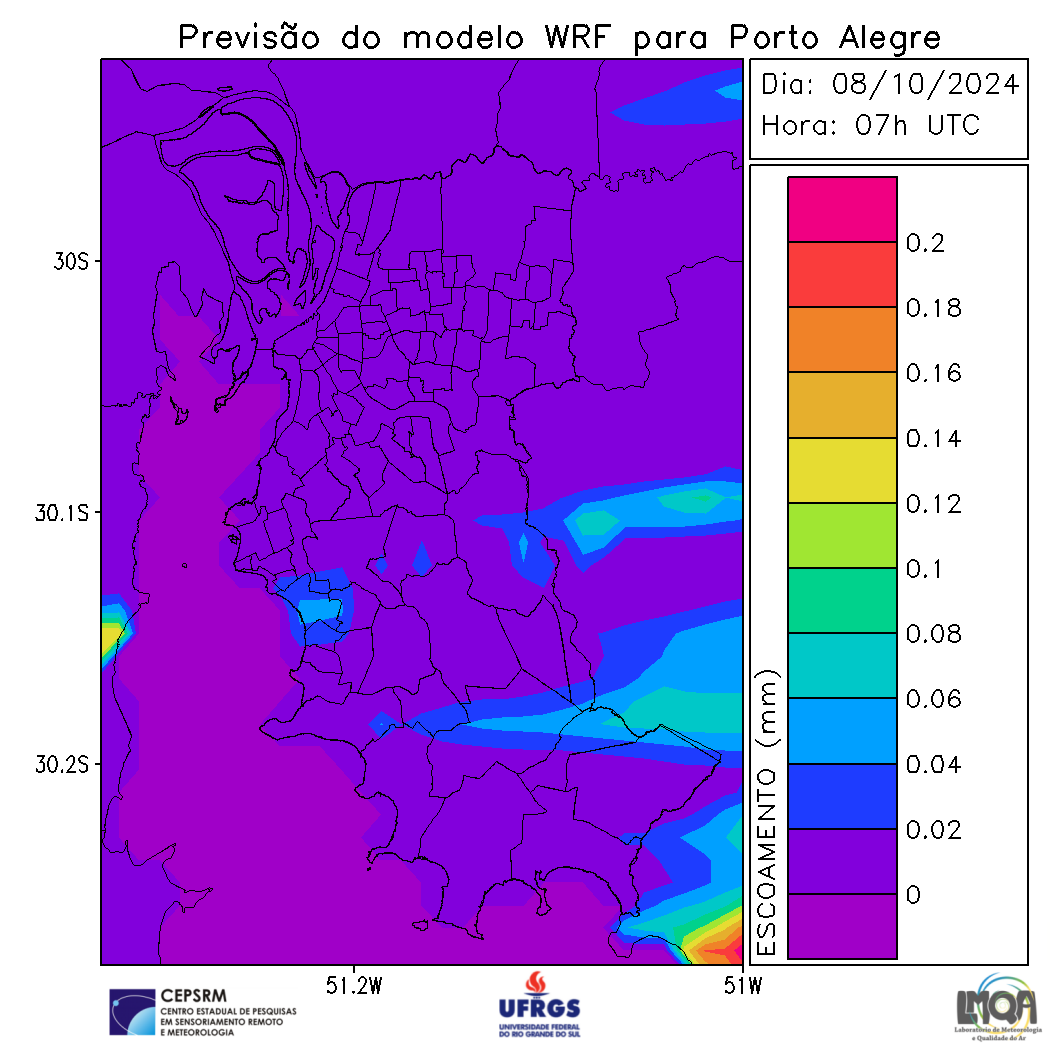 Previsão do modelo WRF para Porto Alegre
Dia: 08/10/2024
Hora: 07h UTC
30S
30.1S
30.2S
51.2W
51W
0.2
0.18
0.16
0.14
0.12
0.1
0.08
0.06
0.04
0.02
0
ESCOAMENTO (mm)
CEPSRM
CENTRO ESTADUAL DE PESQUISAS
EM SENSORIAMENTO REMOTO
E METEOROLOGIA
UFRGS
UNIVERSIDADE FEDERAL
DO RIO GRANDE DO SUL
LMQA
Laboratório de Meteorologia
e Qualidade do Ar